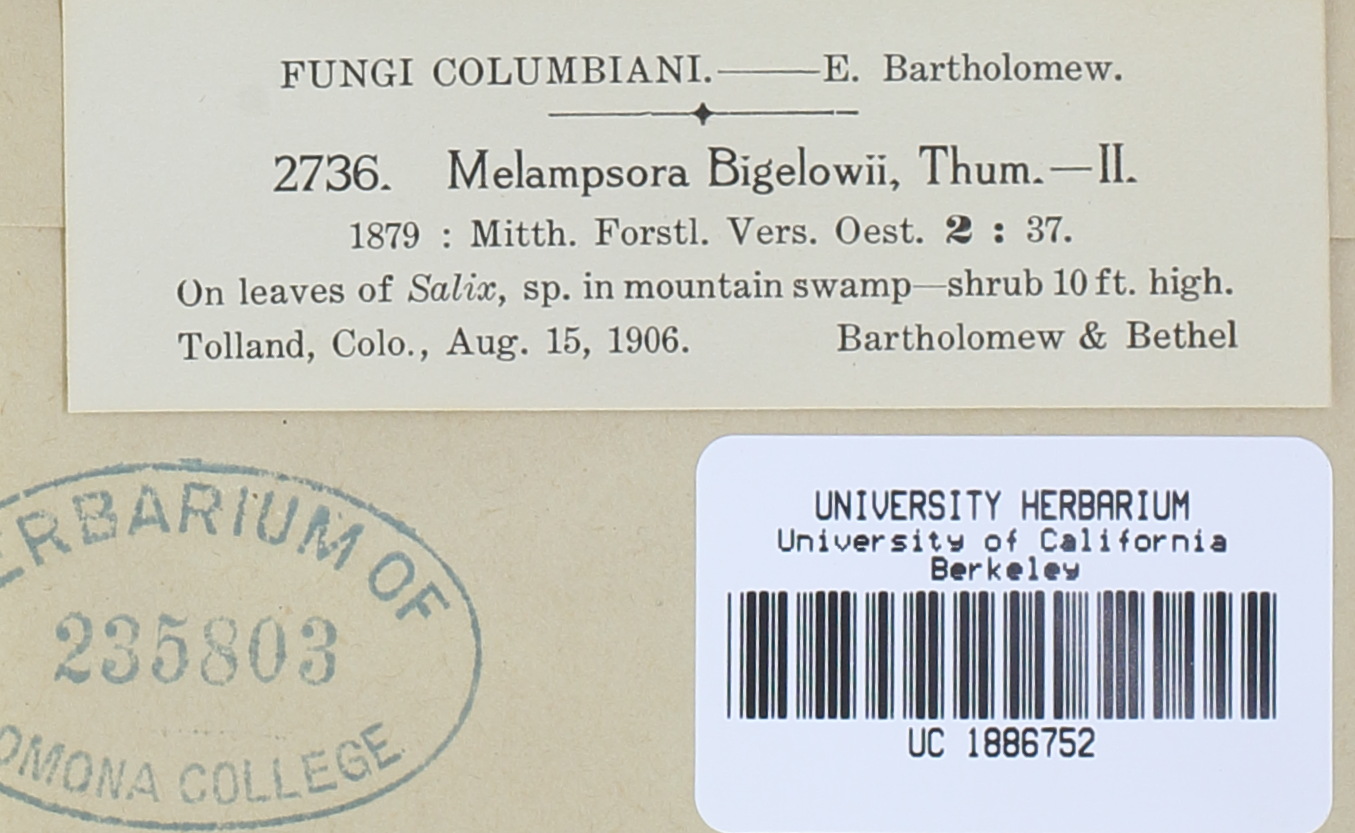 FUNGI COLUMBIANI.——E. Bartholomew.
2736. Melampsora Bigelowii, Thum.—II.
1879 : Mitth. Forstl. Vers. Oest. 2 : 37.
On leaves of Salix, sp. in mountain swamp—shrub 10 ft. high.
Tolland, Colo., Aug. 15, 1906. Bartholomew & Bethel
ERBARIUM OF
235803
OMONA COLLEGE
UNIVERSITY HERBARIUM
University of California
Berkeley
UC 1886752